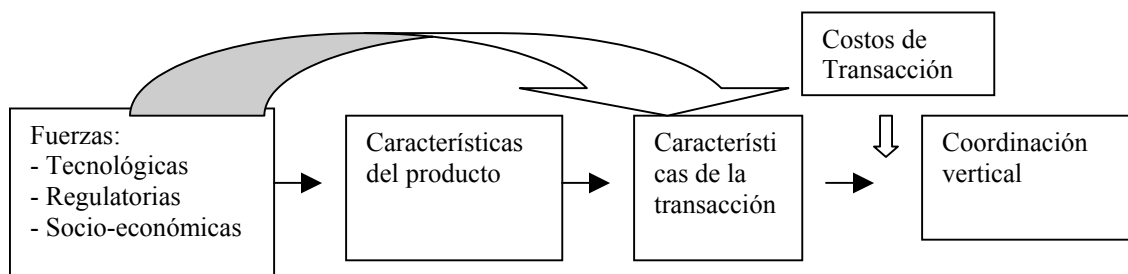 Costos de
Transacción
Fuerzas:
- Tecnológicas
- Regulatorias
- Socio-económicas
Características
del producto
Característi
cas de la
transacción
Coordinación
vertical